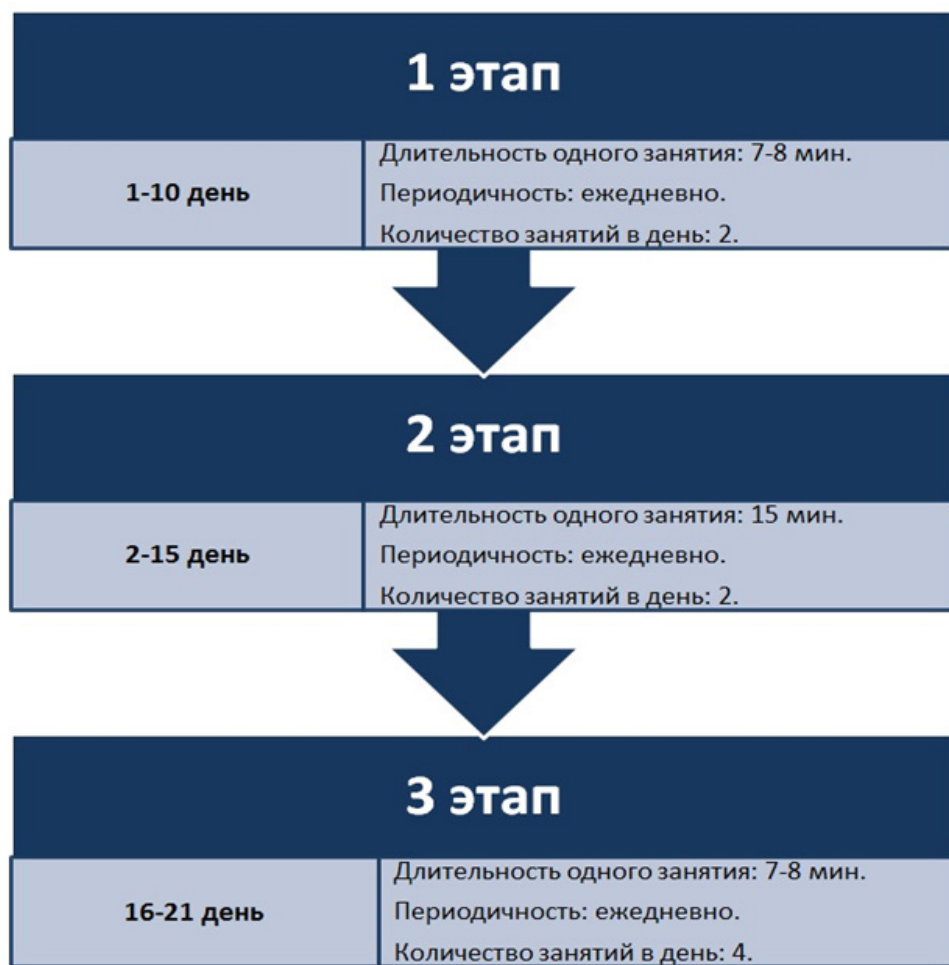 1 этап
1-10 день
Длительность одного занятия: 7-8 мин.
Периодичность: ежедневно.
Количество занятий в день: 2.
2 этап
2-15 день
Длительность одного занятия: 15 мин.
Периодичность: ежедневно.
Количество занятий в день: 2.
3 этап
16-21 день
Длительность одного занятия: 7-8 мин.
Периодичность: ежедневно.
Количество занятий в день: 4.